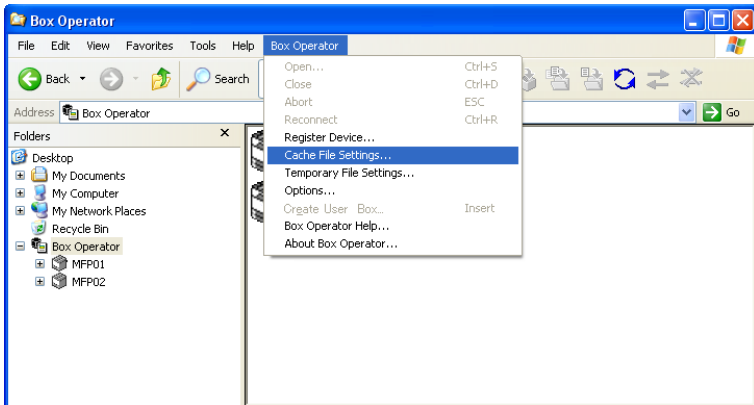 Box Operator
File Edit View Favorites Tools Help Box Operator
Back Search
Address Box Operator Go
Folders x
Desktop
My Documents
My Computer
My Network Places
Recycle Bin
Box Operator
MFP01
MFP02
Open... Ctrl+S
Close Ctrl+D
Abort ESC
Reconnect Ctrl+R
Register Device...
Cache File Settings...
Temporary File Settings...
Options...
Create User Box... Insert
Box Operator Help...
About Box Operator...